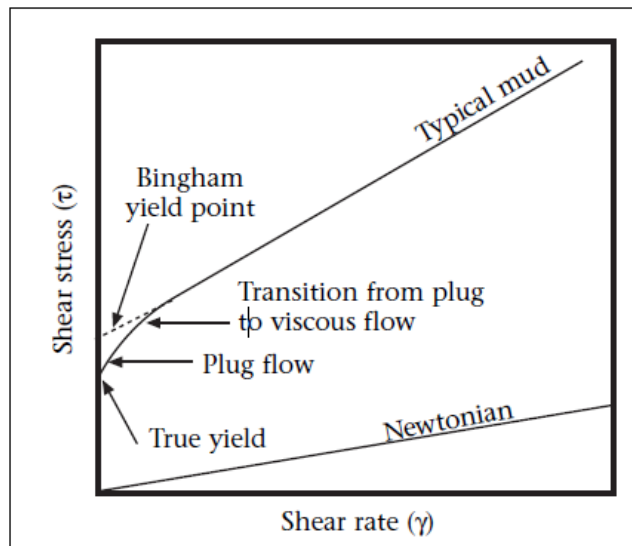 Typical mud
Bingham
yield point
Transition from plug
to viscous flow
Plug flow
True yield
Newtonian
Shear stress (τ)
Shear rate (γ)